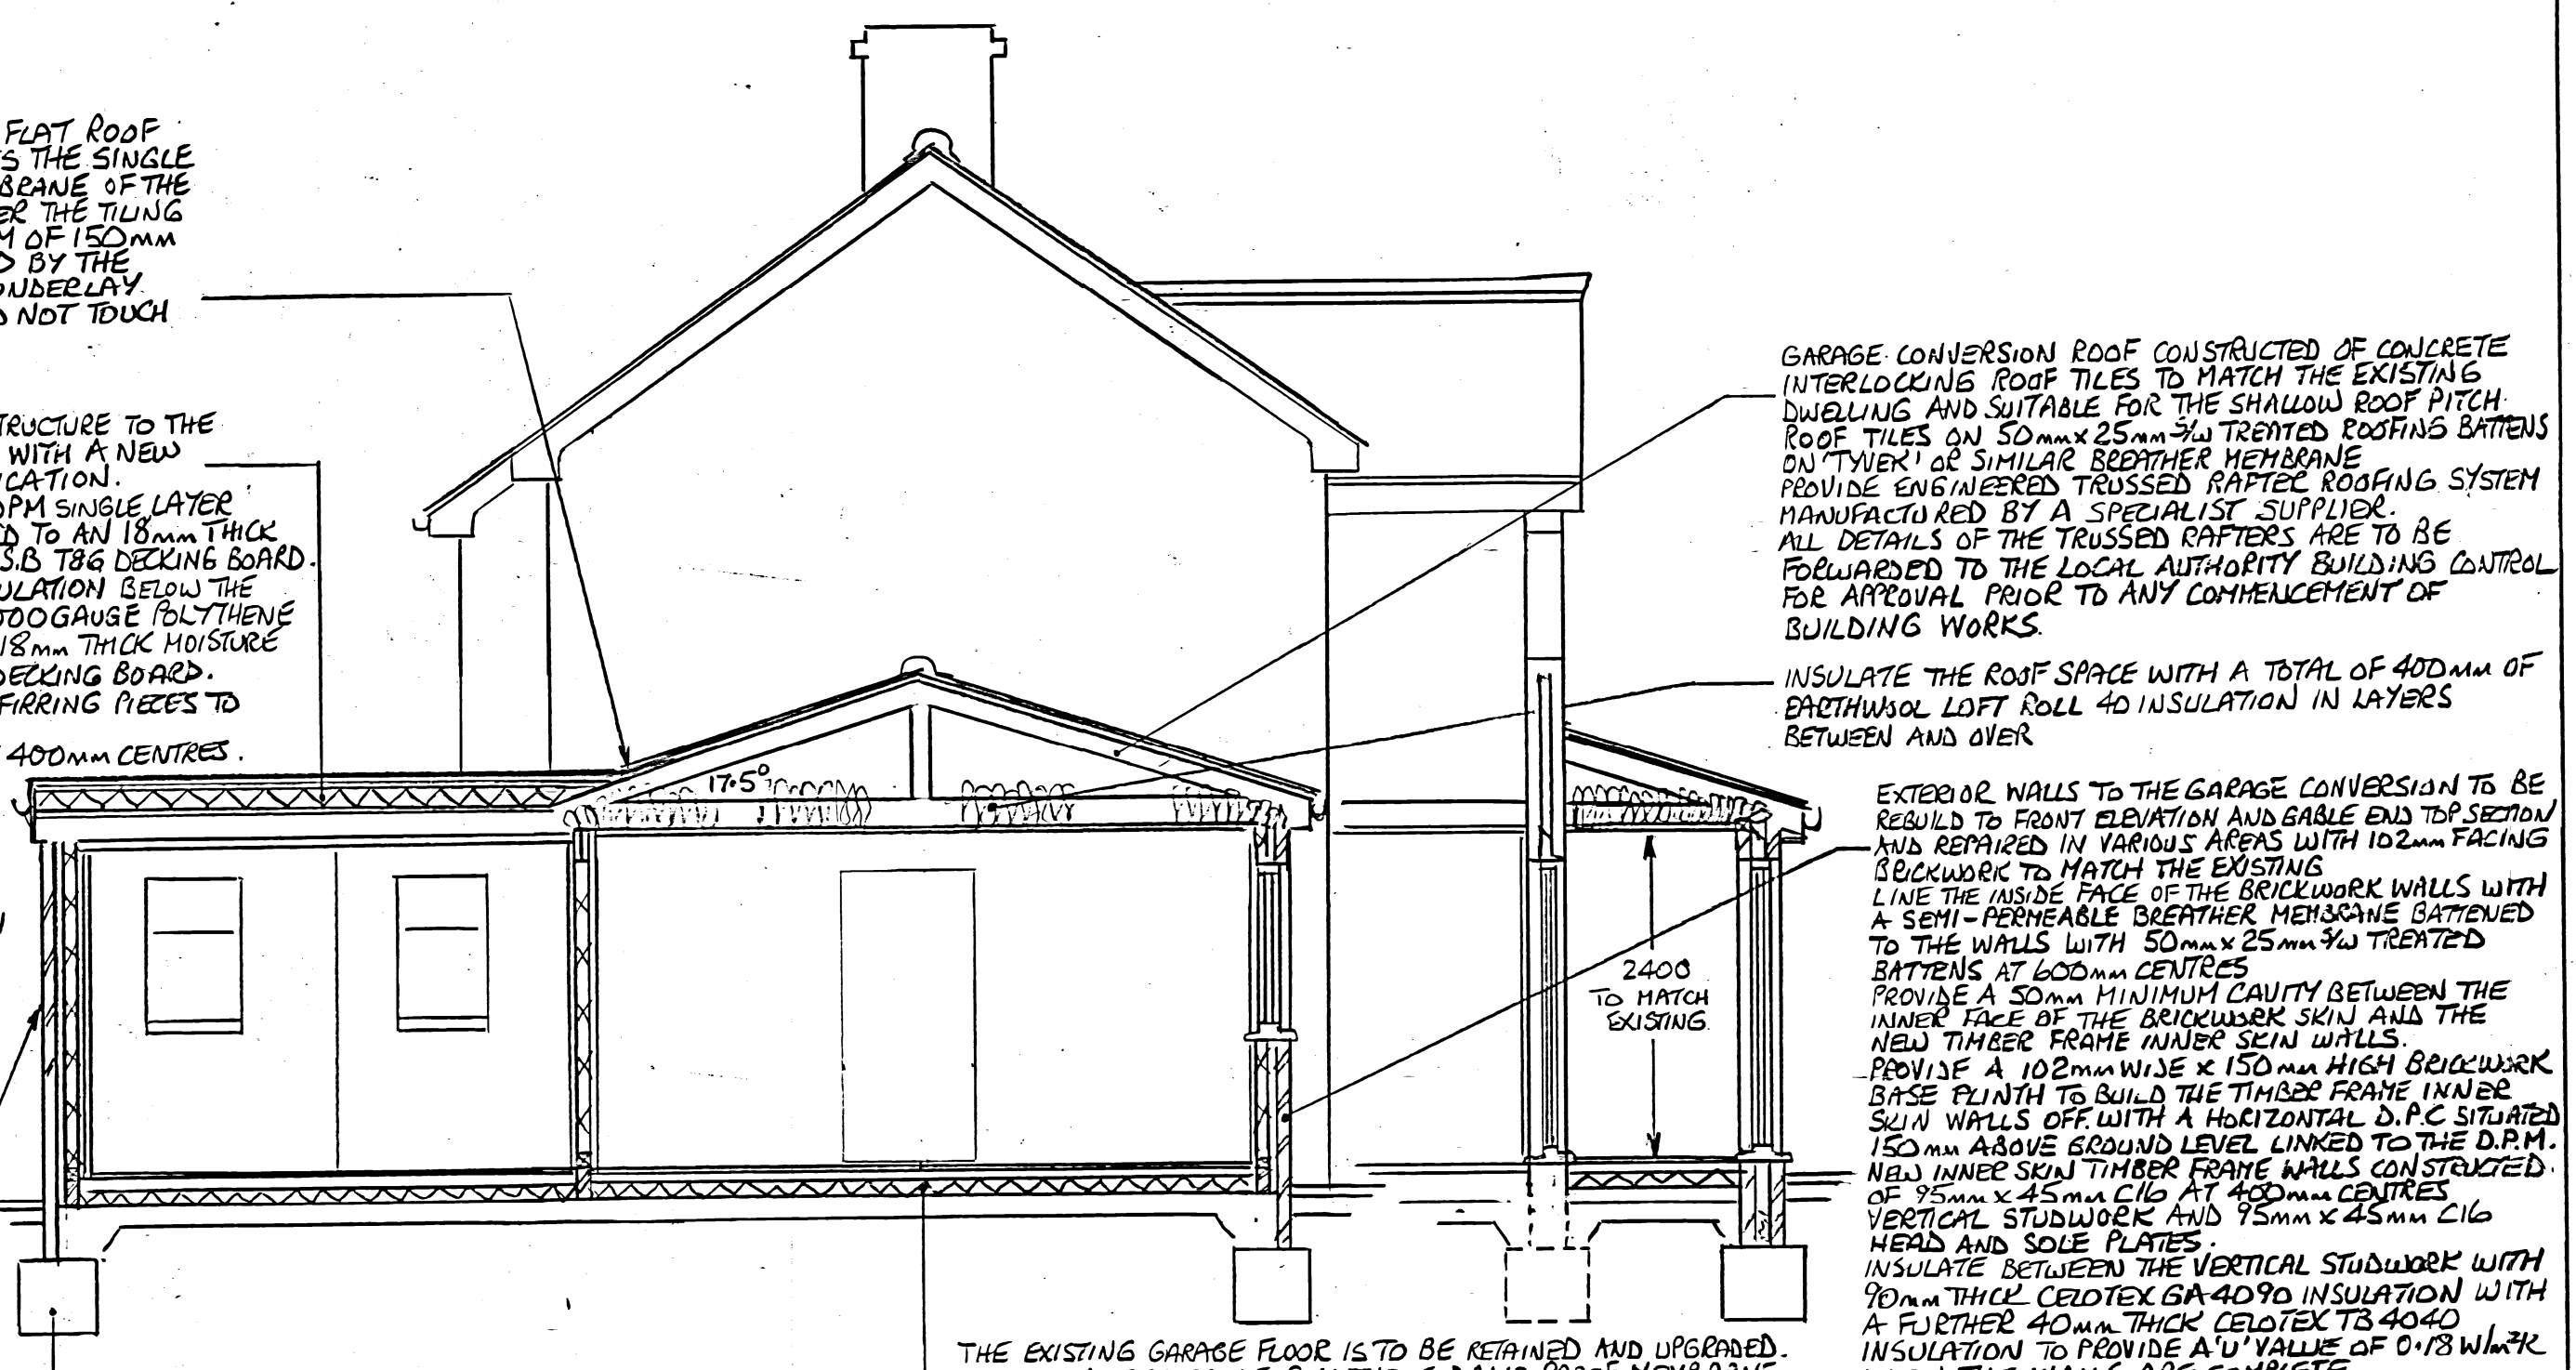 FLAT ROOF
THE SINGLE
OF THE
THE TILING
OF 150mm
BY THE
UNDERLAY
NOT TOUCH
STRUCTURE TO THE
WITH A NEW
DPM SINGLE LAYER
TO AN 18mm THICK
T&G DECKING BOARD.
BELOW THE
GAUGE POLYTHENE
18mm THICK MOISTURE
DECKING BOARD.
FIRRING PIECES TO
400mm CENTRES.
17.5°
GARAGE CONVERSION ROOF CONSTRUCTED OF CONCRETE
INTERLOCKING ROOF TILES TO MATCH THE EXISTING
DWELLING AND SUITABLE FOR THE SHALLOW ROOF PITCH
ROOF TILES ON 50mm x 25mm S/W TREATED ROOFING BATTENS
ON 'TYVEK' OR SIMILAR BREATHER MEMBRANE
PROVIDE ENGINEERED TRUSSED RAFTER ROOFING SYSTEM
MANUFACTURED BY A SPECIALIST SUPPLIER.
ALL DETAILS OF THE TRUSSED RAFTERS ARE TO BE
FORWARDED TO THE LOCAL AUTHORITY BUILDING CONTROL
FOR APPROVAL PRIOR TO ANY COMMENCEMENT OF
BUILDING WORKS.
INSULATE THE ROOF SPACE WITH A TOTAL OF 400mm OF
EARTHWOOL LOFT ROLL 40 INSULATION IN LAYERS
BETWEEN AND OVER
EXTERIOR WALLS TO THE GARAGE CONVERSION TO BE
REBUILD TO FRONT ELEVATION AND GABLE END TOP SECTION
AND REPAIRED IN VARIOUS AREAS WITH 102mm FACING
BRICKWORK TO MATCH THE EXISTING
LINE THE INSIDE FACE OF THE BRICKWORK WALLS WITH
A SEMI-PERMEABLE BREATHER MEMBRANE BATTENED
TO THE WALLS WITH 50mm x 25mm S/W TREATED
BATTENS AT 600mm CENTRES
PROVIDE A 50mm MINIMUM CAVITY BETWEEN THE
INNER FACE OF THE BRICKWORK SKIN AND THE
NEW TIMBER FRAME INNER SKIN WALLS.
PROVIDE A 102mm WIDE x 150mm HIGH BRICKWORK
BASE PLINTH TO BUILD THE TIMBER FRAME INNER
SKIN WALLS OFF. WITH A HORIZONTAL D.P.C SITUATED
150mm ABOVE GROUND LEVEL LINKED TO THE D.P.M.
NEW INNER SKIN TIMBER FRAME WALLS CONSTRUCTED
OF 95mm x 45mm C16 AT 400mm CENTRES
VERTICAL STUDWORK AND 95mm x 45mm C16
HEAD AND SOLE PLATES.
INSULATE BETWEEN THE VERTICAL STUDWORK WITH
90mm THICK CELOTEX GA4090 INSULATION WITH
A FURTHER 40mm THICK CELOTEX TB4040
INSULATION TO PROVIDE A 'U' VALUE OF 0.18 W/m²K
2400
TO MATCH
EXISTING
THE EXISTING GARAGE FLOOR IS TO BE RETAINED AND UPGRADED.